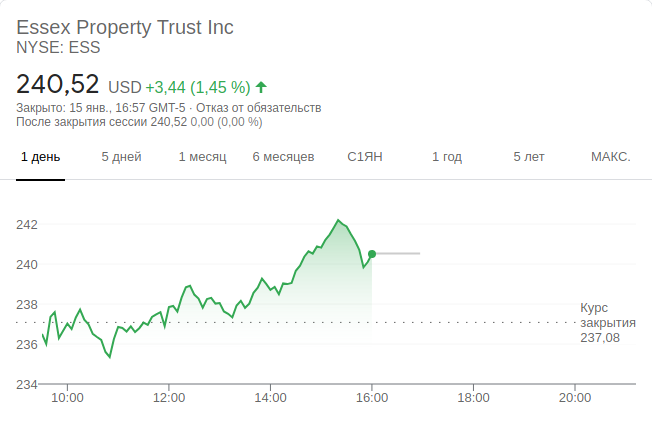 Essex Property Trust Inc
NYSE: ESS
240,52 USD +3,44 (1,45 %)
Закрыто: 15 янв., 16:57 GMT-5 · Отказ от обязательств
После закрытия сессии 240,52 0,00 (0,00 %)
1 день 5 дней 1 месяц 6 месяцев С1ЯН 1 год 5 лет МАКС.
242
240
238
236
234
Курс
закрытия
237,08
10:00 12:00 14:00 16:00 18:00 20:00